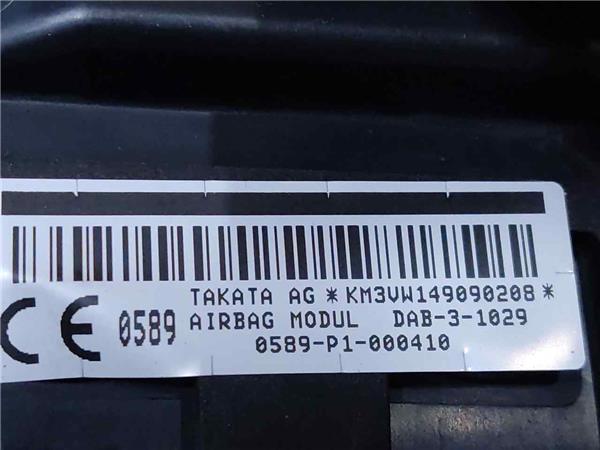 TAKATA AG *KM3VW149090208*
CE 0589 AIRBAG MODUL DAB-3-1029
0589-P1-000410